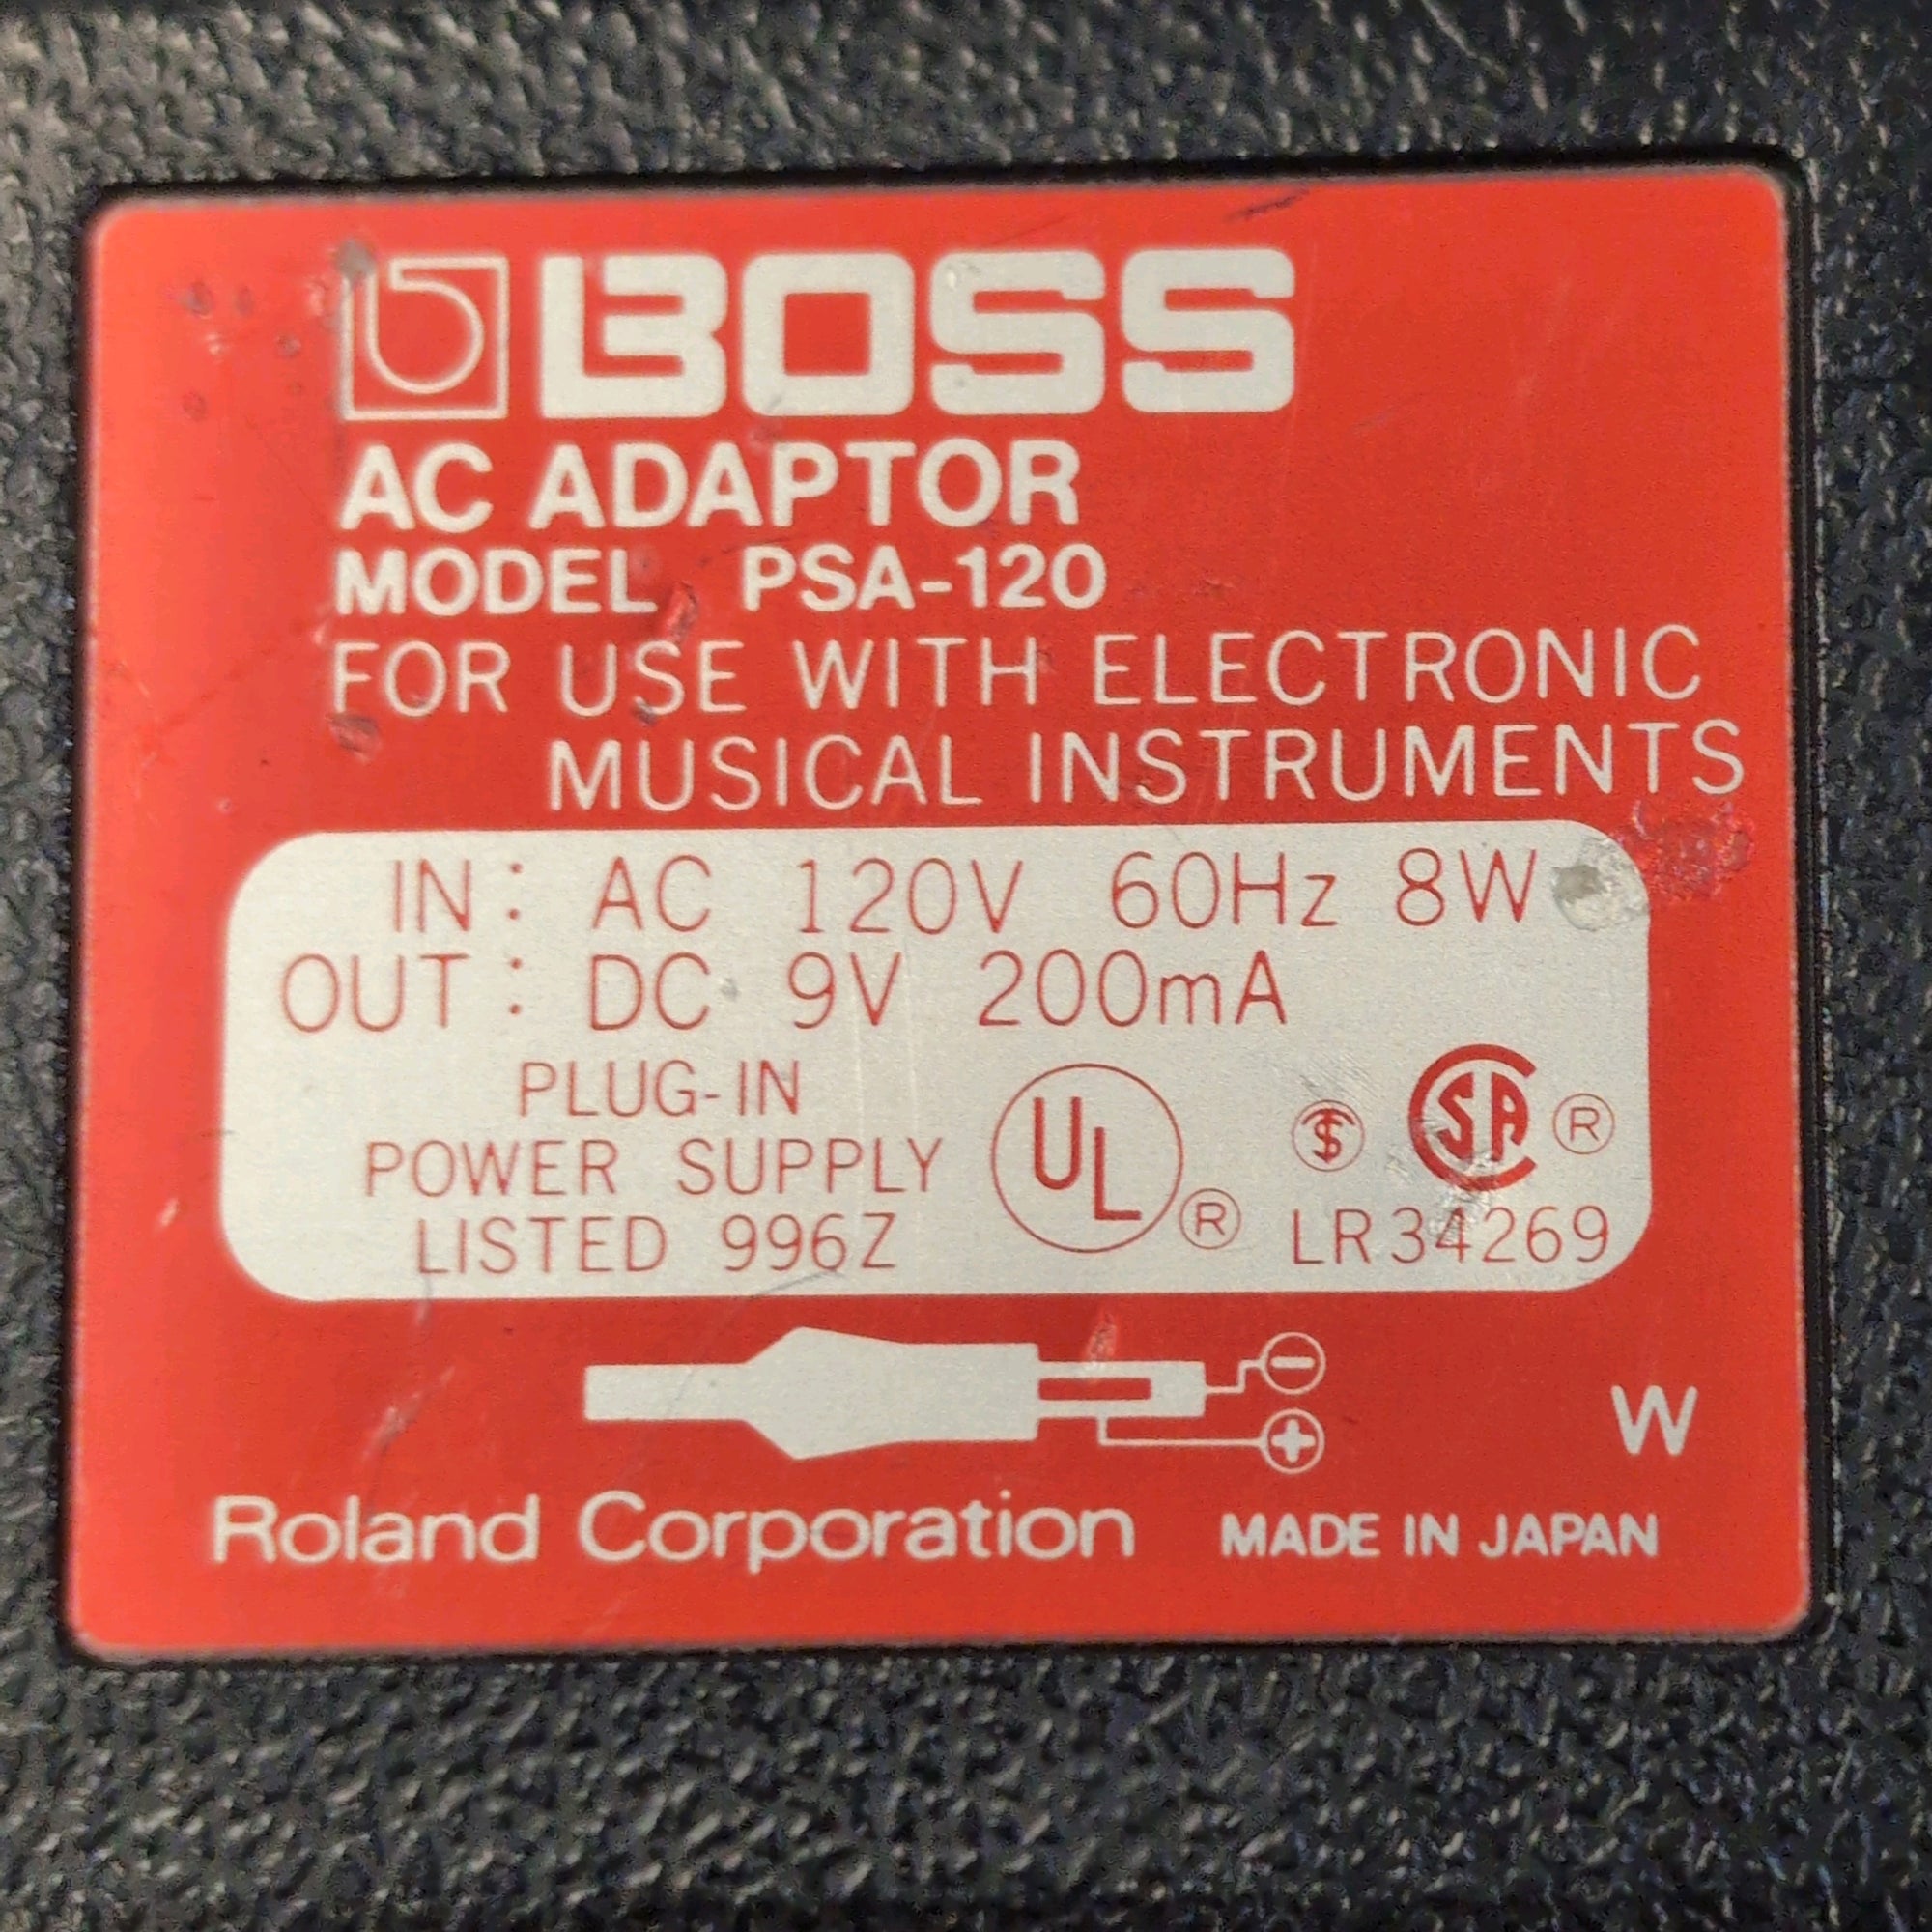 BOSS
AC ADAPTOR
MODEL PSA-120
FOR USE WITH ELECTRONIC
MUSICAL INSTRUMENTS
IN: AC 120V 60Hz 8W
OUT: DC 9V 200mA
PLUG-IN
POWER SUPPLY
LISTED 996Z
UL ®
SA ®
LR34269
W
Roland Corporation MADE IN JAPAN